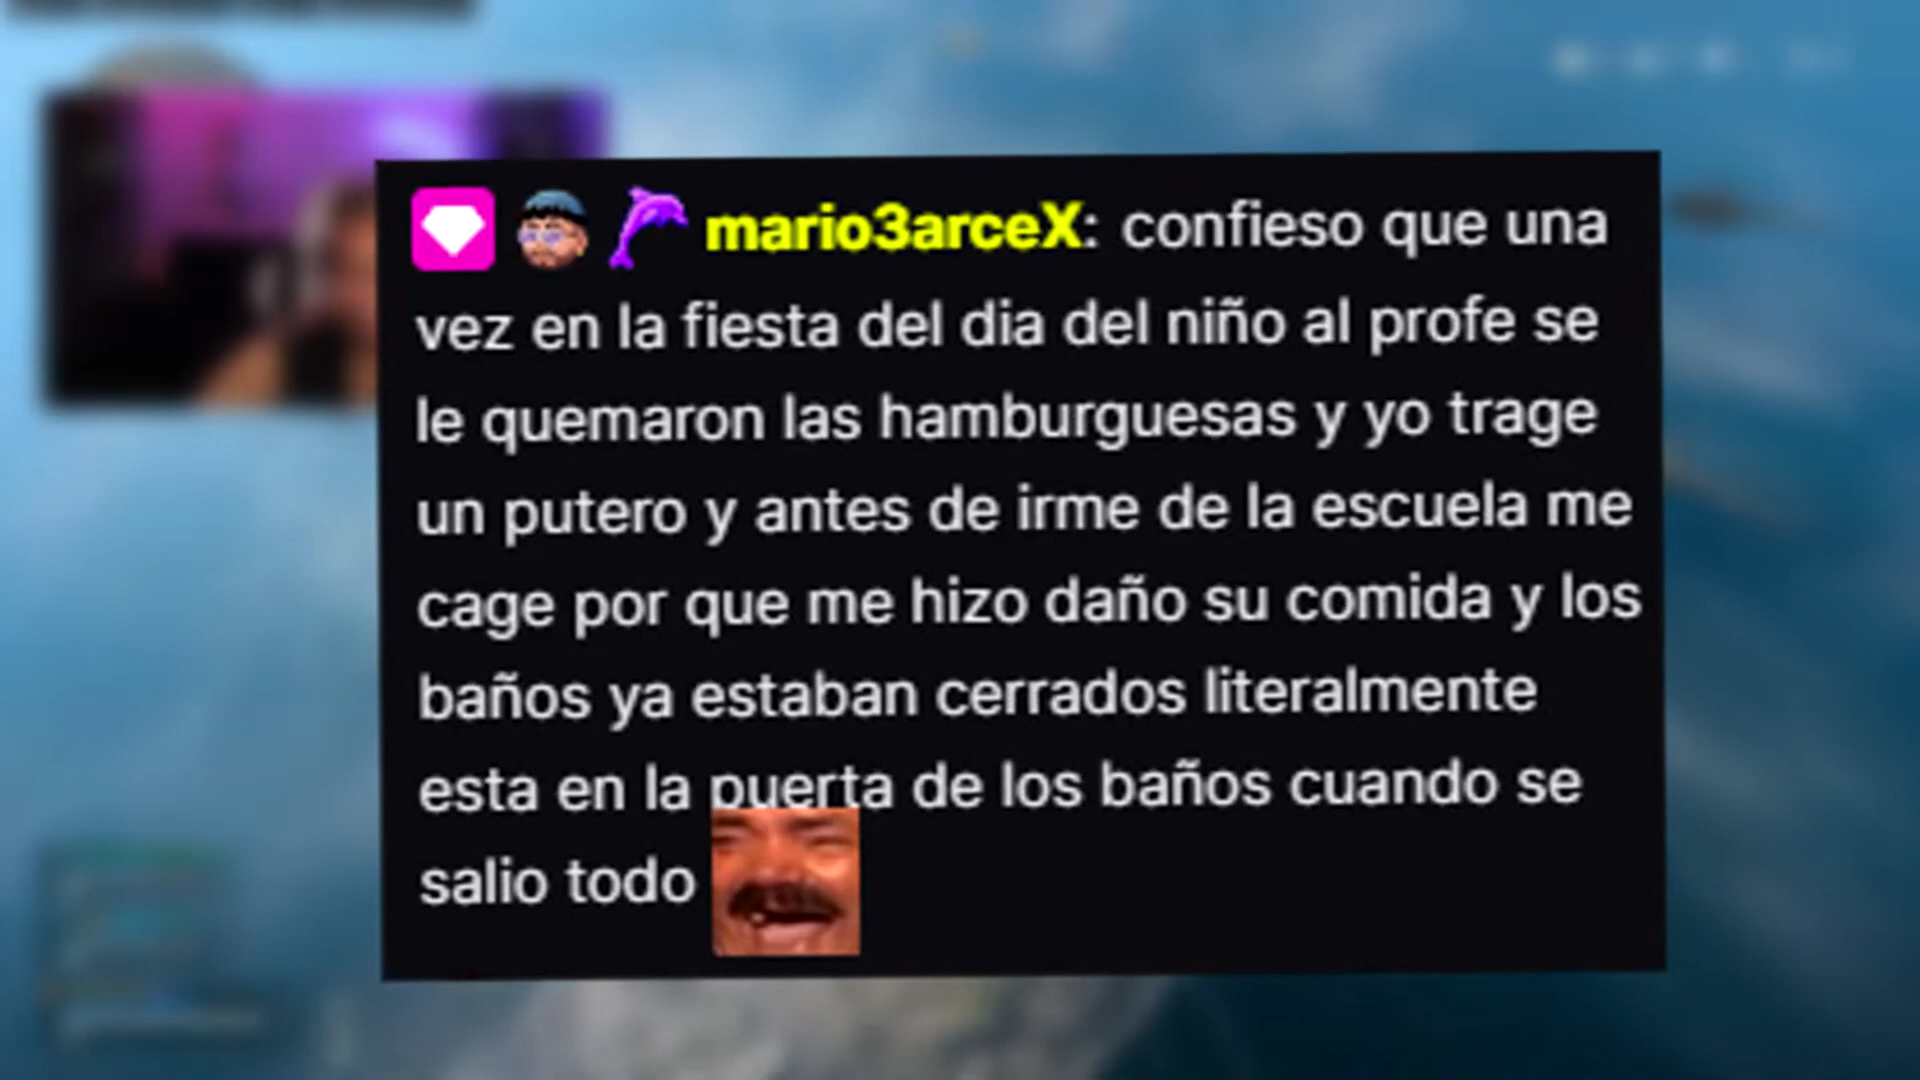 mario3arceX: confieso que una
vez en la fiesta del dia del niño al profe se
le quemaron las hamburguesas y yo trage
un putero y antes de irme de la escuela me
cage por que me hizo daño su comida y los
baños ya estaban cerrados literalmente
esta en la puerta de los baños cuando se
salio todo